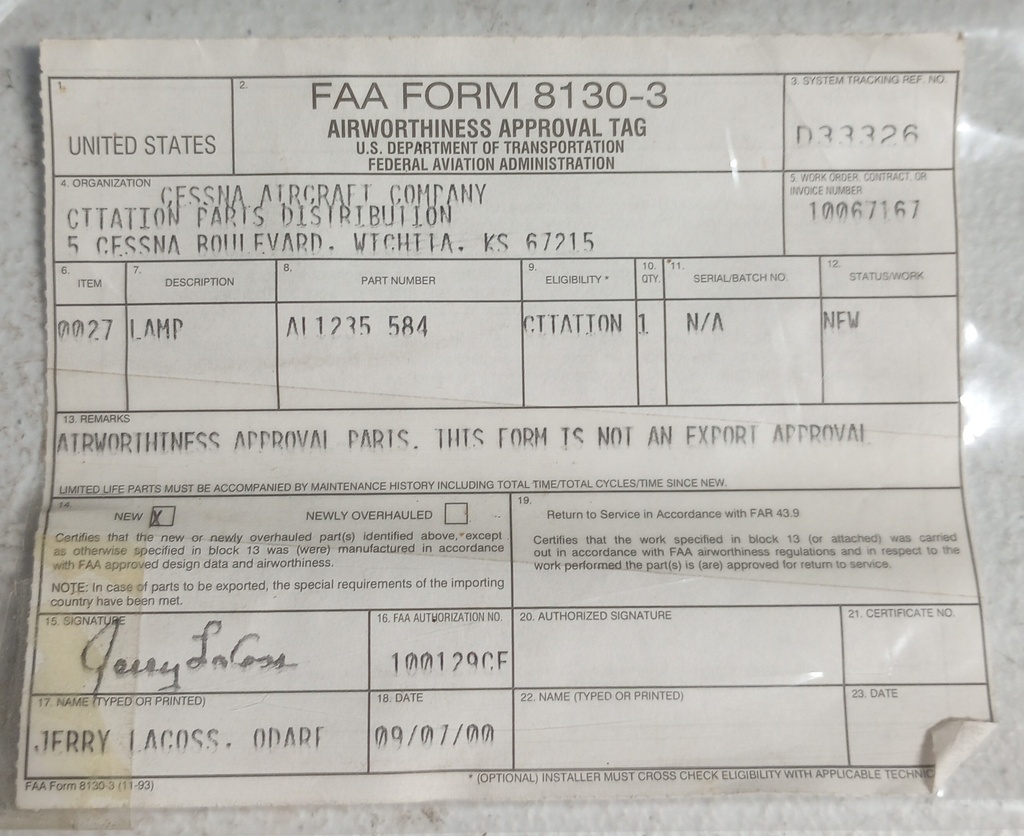 1.
UNITED STATES
2.
FAA FORM 8130-3
AIRWORTHINESS APPROVAL TAG
U.S. DEPARTMENT OF TRANSPORTATION
FEDERAL AVIATION ADMINISTRATION
3. SYSTEM TRACKING REF. NO.
D33326
4. ORGANIZATION
CESSNA AIRCRAFT COMPANY
CITATION PARTS DISTRIBUTION
5 CESSNA BOULEVARD. WICHITA. KS 67215
5. WORK ORDER, CONTRACT, OR
INVOICE NUMBER
10067167
6. ITEM
7. DESCRIPTION
8. PART NUMBER
9. ELIGIBILITY *
10. QTY.
11. SERIAL/BATCH NO.
12. STATUS/WORK
0027 LAMP AL1235 584 CITATION 1 N/A NEW
13. REMARKS
AIRWORTHINESS APPROVAL PARTS. THIS FORM IS NOT AN EXPORT APPROVAL
LIMITED LIFE PARTS MUST BE ACCOMPANIED BY MAINTENANCE HISTORY INCLUDING TOTAL TIME/TOTAL CYCLES/TIME SINCE NEW.
14.
NEW X NEWLY OVERHAULED
Certifies that the new or newly overhauled part(s) identified above, except
as otherwise specified in block 13 was (were) manufactured in accordance
with FAA approved design data and airworthiness.
NOTE: In case of parts to be exported, the special requirements of the importing
country have been met.
19.
Return to Service in Accordance with FAR 43.9
Certifies that the work specified in block 13 (or attached) was carried
out in accordance with FAA airworthiness regulations and in respect to the
work performed the part(s) is (are) approved for return to service.
15. SIGNATURE
Jerry LaCoss
16. FAA AUTHORIZATION NO.
100129CE
20. AUTHORIZED SIGNATURE
21. CERTIFICATE NO.
17. NAME (TYPED OR PRINTED)
JERRY LACOSS. ODARF
18. DATE
09/07/00
22. NAME (TYPED OR PRINTED)
23. DATE
FAA Form 8130-3 (11-93)
* (OPTIONAL) INSTALLER MUST CROSS CHECK ELIGIBILITY WITH APPLICABLE